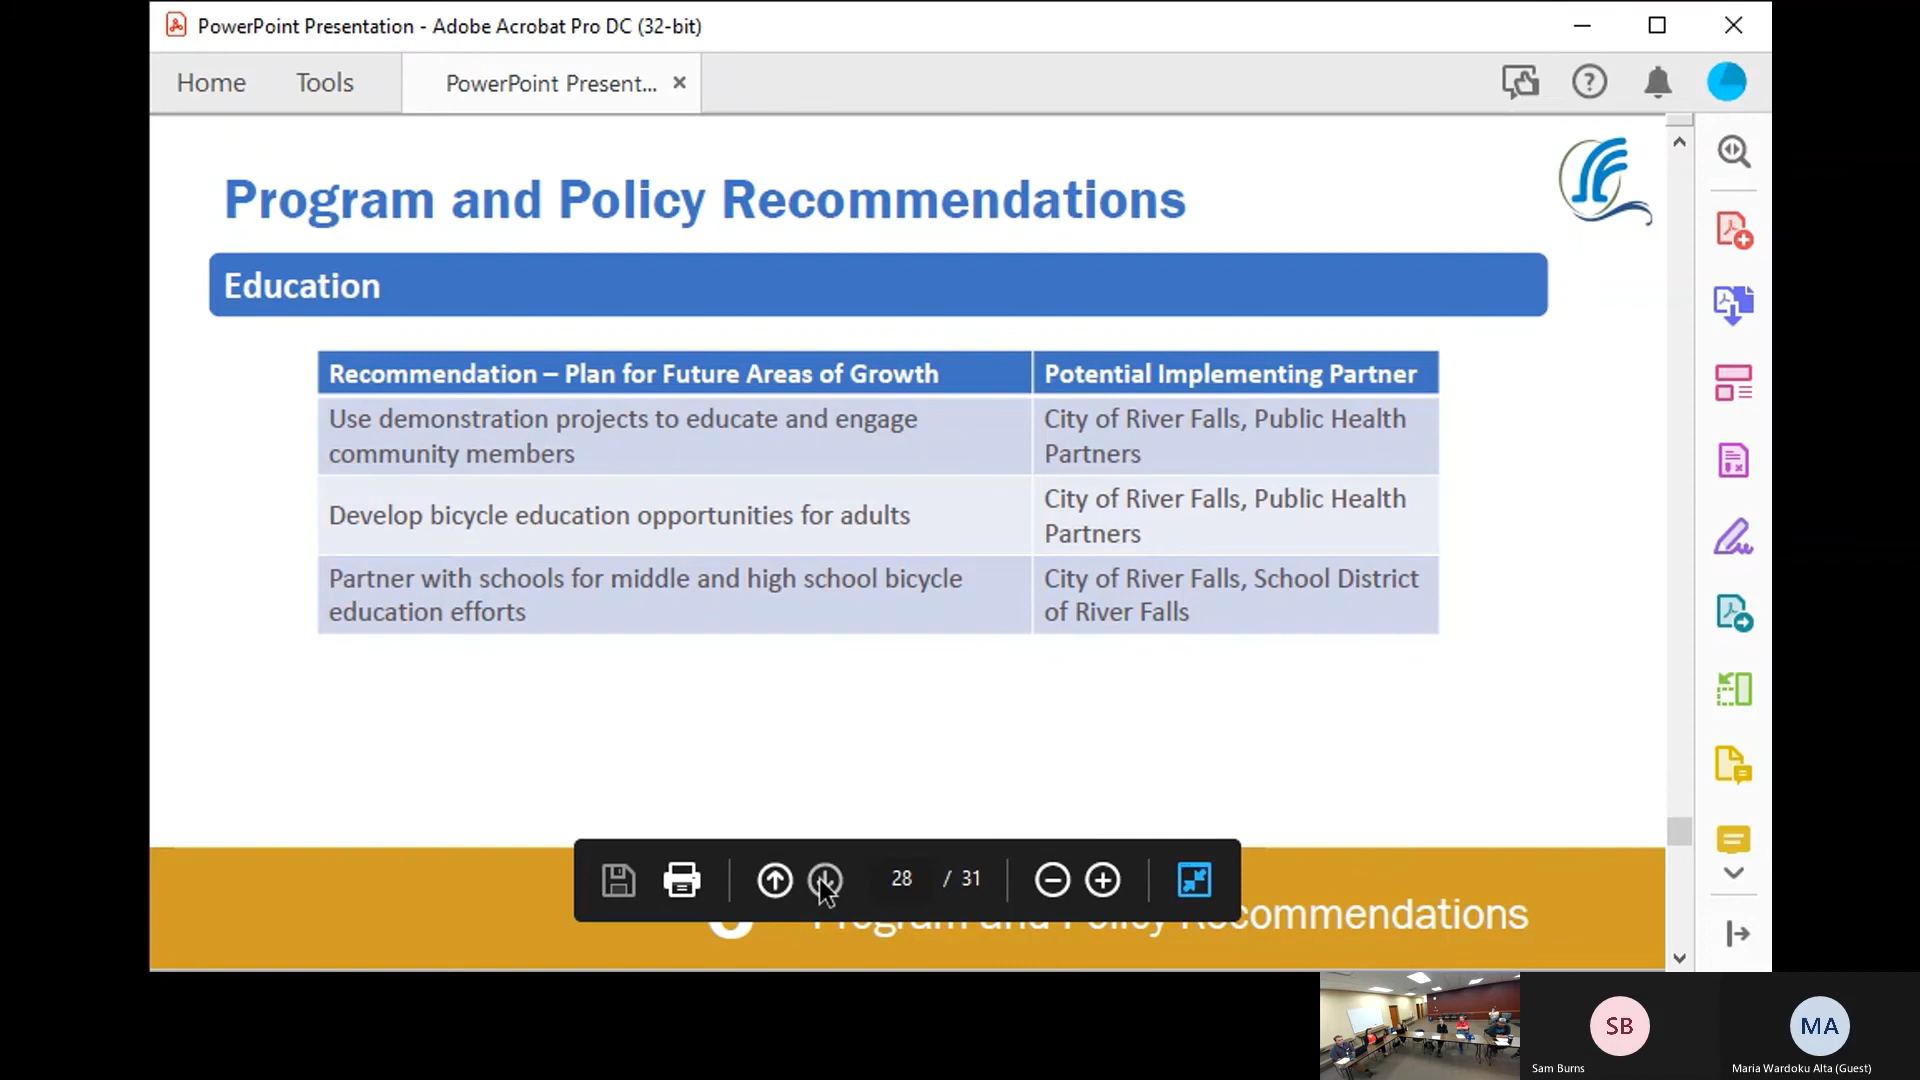 PowerPoint Presentation - Adobe Acrobat Pro DC (32-bit)
Home Tools PowerPoint Present...
Program and Policy Recommendations
Education
Recommendation – Plan for Future Areas of Growth
Potential Implementing Partner
Use demonstration projects to educate and engage
community members
City of River Falls, Public Health
Partners
Develop bicycle education opportunities for adults
City of River Falls, Public Health
Partners
Partner with schools for middle and high school bicycle
education efforts
City of River Falls, School District
of River Falls
28 / 31
Program and Policy Recommendations
SB
MA
Sam Burns
Maria Wardoku Alta (Guest)